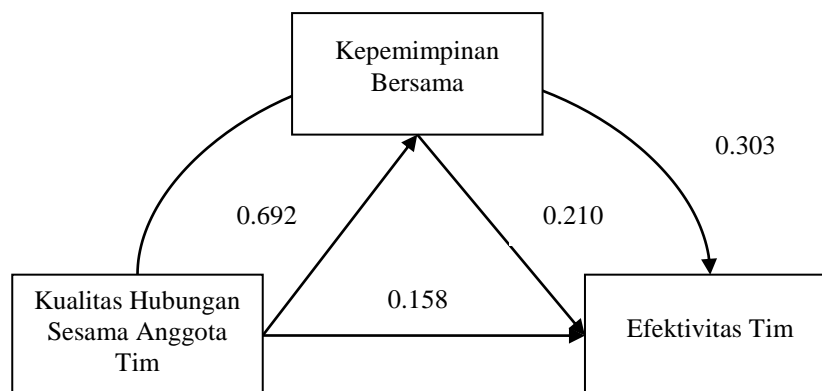 Kepemimpinan
Bersama
0.303
0.692
0.210
Kualitas Hubungan
Sesama Anggota
Tim
0.158
Efektivitas Tim